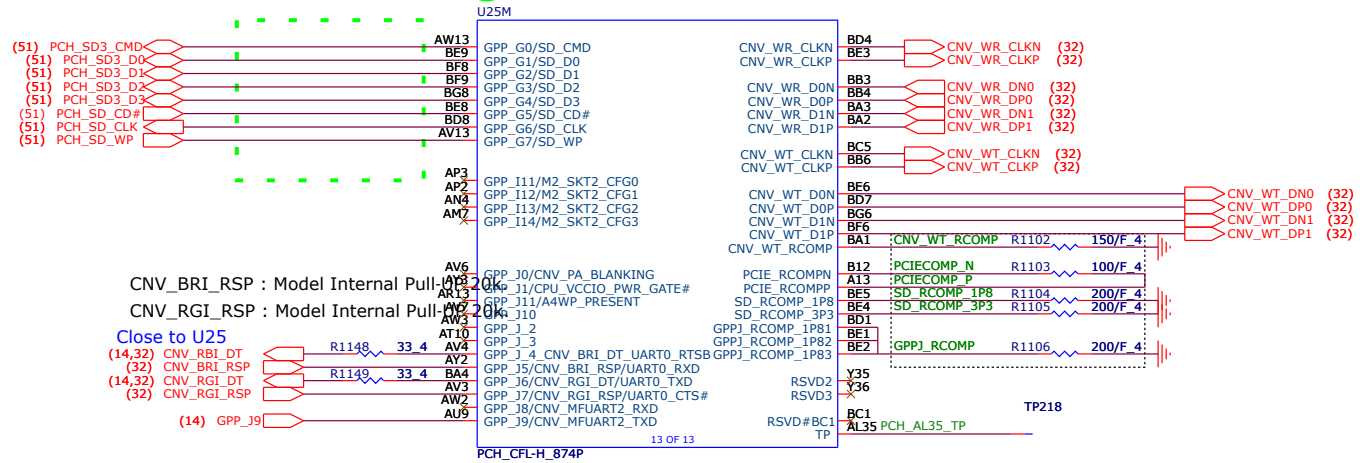 U25M
(51) PCH_SD3_CMD AW13 GPP_G0/SD_CMD
(51) PCH_SD3_D0 BE9 GPP_G1/SD_D0
(51) PCH_SD3_D1 BF8 GPP_G2/SD_D1
(51) PCH_SD3_D2 BF9 GPP_G3/SD_D2
(51) PCH_SD3_D3 BG8 GPP_G4/SD_D3
(51) PCH_SD_CD# BE8 GPP_G5/SD_CD#
(51) PCH_SD_CLK BD8 GPP_G6/SD_CLK
(51) PCH_SD_WP AV13 GPP_G7/SD_WP
AP3 GPP_I11/M2_SKT2_CFG0
AP2 GPP_I12/M2_SKT2_CFG1
AN4 GPP_I13/M2_SKT2_CFG2
AM7 GPP_I14/M2_SKT2_CFG3
AV6 GPP_J0/CNV_PA_BLANKING
GPP_J1/CPU_VCCIO_PWR_GATE#
AR13 GPP_J11/A4WP_PRESENT
GPP_J10
AW3 GPP_J_2
AT10 GPP_J_3
CNV_BRI_RSP : Model Internal Pull-UP 20k.
CNV_RGI_RSP : Model Internal Pull-UP 20k.
Close to U25
(14,32) CNV_RBI_DT R1148 33_4 AV4 GPP_J_4_CNV_BRI_DT_UART0_RTSB
(32) CNV_BRI_RSP AY2 GPP_J5/CNV_BRI_RSP/UART0_RXD
(14,32) CNV_RGI_DT R1149 33_4 BA4 GPP_J6/CNV_RGI_DT/UART0_TXD
(32) CNV_RGI_RSP AV3 GPP_J7/CNV_RGI_RSP/UART0_CTS#
AW2 GPP_J8/CNV_MFUART2_RXD
(14) GPP_J9 AU9 GPP_J9/CNV_MFUART2_TXD
CNV_WR_CLKN BD4 CNV_WR_CLKN (32)
CNV_WR_CLKP BE3 CNV_WR_CLKP (32)
CNV_WR_D0N BB3 CNV_WR_DN0 (32)
CNV_WR_D0P BB4 CNV_WR_DP0 (32)
CNV_WR_D1N BA3 CNV_WR_DN1 (32)
CNV_WR_D1P BA2 CNV_WR_DP1 (32)
CNV_WT_CLKN BC5 CNV_WT_CLKN (32)
CNV_WT_CLKP BB6 CNV_WT_CLKP (32)
CNV_WT_D0N BE6 CNV_WT_DN0 (32)
CNV_WT_D0P BD7 CNV_WT_DP0 (32)
CNV_WT_D1N BG6 CNV_WT_DN1 (32)
CNV_WT_D1P BF6 CNV_WT_DP1 (32)
CNV_WT_RCOMP BA1 CNV_WT_RCOMP R1102 150/F_4
PCIE_RCOMPN B12 PCIECOMP_N R1103 100/F_4
PCIE_RCOMPP A13 PCIECOMP_P
SD_RCOMP_1P8 BE5 SD_RCOMP_1P8 R1104 200/F_4
SD_RCOMP_3P3 BE4 SD_RCOMP_3P3 R1105 200/F_4
GPPJ_RCOMP_1P81 BD1
GPPJ_RCOMP_1P82 BE1
GPPJ_RCOMP_1P83 BE2 GPPJ_RCOMP R1106 200/F_4
RSVD2 Y35
RSVD3 Y36
RSVD#BC1 BC1
TP AL35 PCH_AL35_TP TP218
13 OF 13
PCH_CFL-H_874P